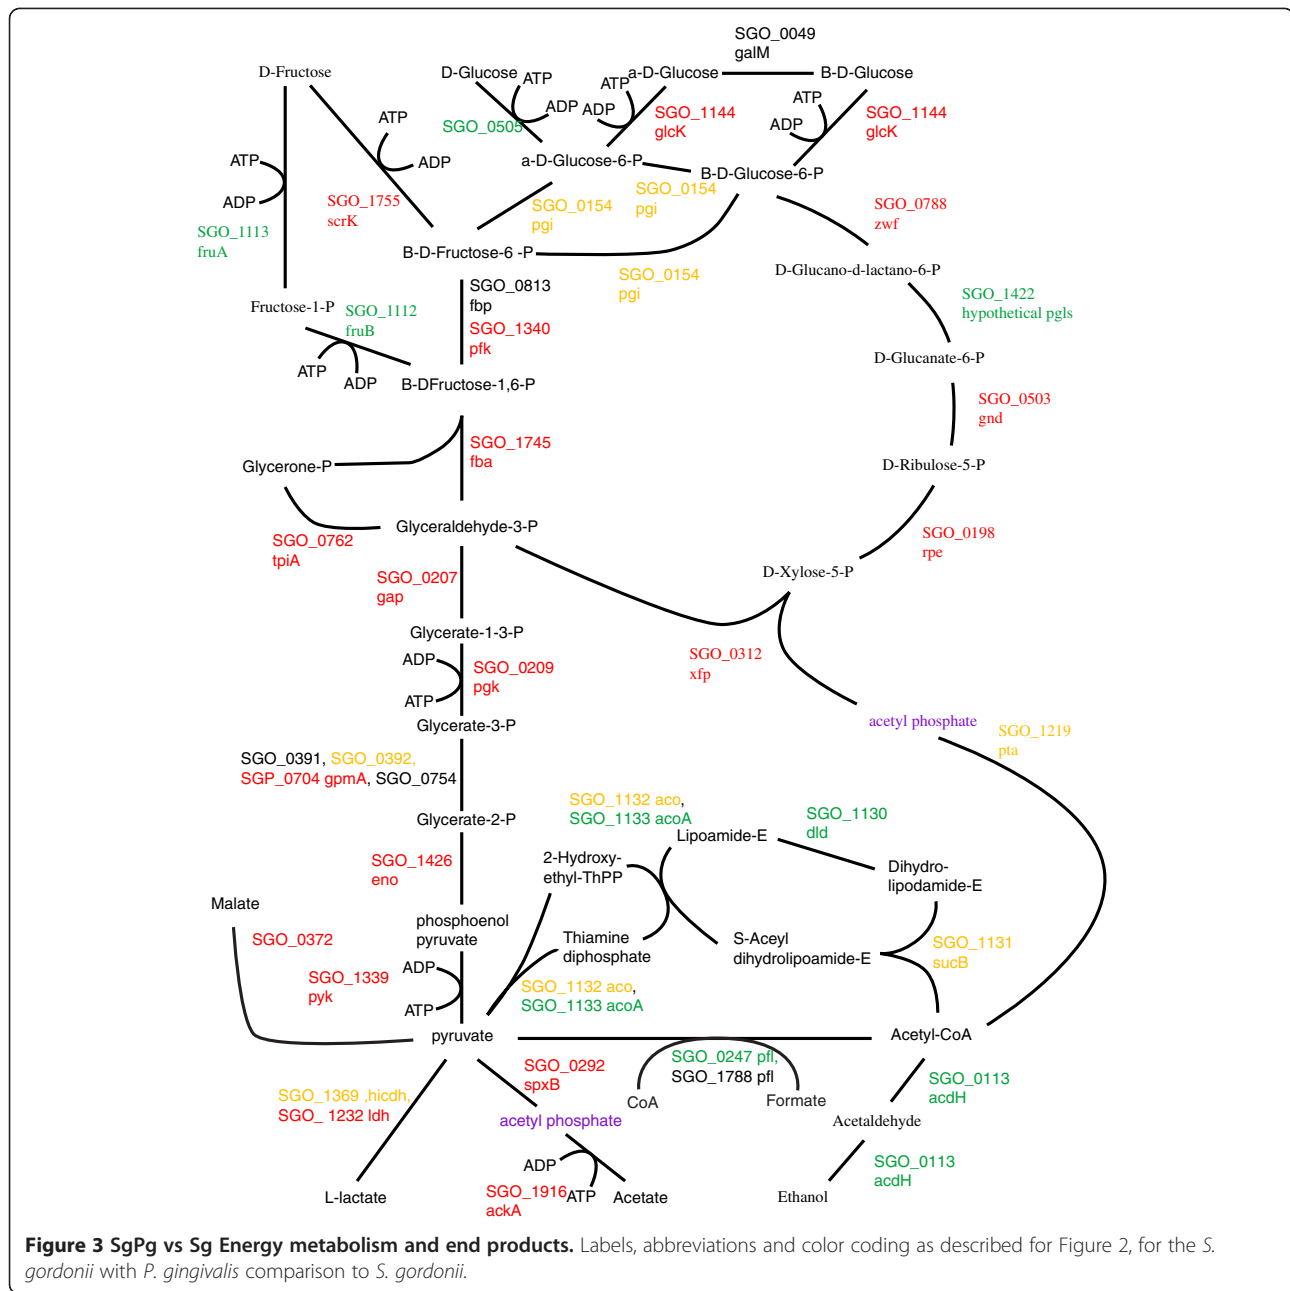 SGO_0049
galM
D-Fructose
D-Glucose
ATP
a-D-Glucose
B-D-Glucose
ATP
ADP
ADP
SGO_0505
SGO_1144
glcK
ATP
ADP
SGO_1144
glcK
ATP
ADP
ATP
ADP
a-D-Glucose-6-P
B-D-Glucose-6-P
SGO_1755
scrK
SGO_0154
pgi
SGO_0154
pgi
SGO_0788
zwf
SGO_1113
fruA
B-D-Fructose-6 -P
SGO_0154
pgi
D-Glucano-d-lactano-6-P
SGO_0813
fbp
SGO_1422
hypothetical pgls
Fructose-1-P
SGO_1112
fruB
SGO_1340
pfk
ATP
ADP
B-DFructose-1,6-P
D-Glucanate-6-P
SGO_0503
gnd
SGO_1745
fba
Glycerone-P
D-Ribulose-5-P
Glyceraldehyde-3-P
SGO_0762
tpiA
SGO_0198
rpe
SGO_0207
gap
D-Xylose-5-P
Glycerate-1-3-P
ADP
ATP
SGO_0209
pgk
SGO_0312
xfp
Glycerate-3-P
acetyl phosphate
SGO_1219
pta
SGO_0391, SGO_0392,
SGP_0704 gpmA, SGO_0754
Glycerate-2-P
SGO_1132 aco,
SGO_1133 acoA
SGO_1130
dld
Lipoamide-E
SGO_1426
eno
2-Hydroxy-
ethyl-ThPP
Dihydro-
lipodamide-E
Malate
phosphoenol
pyruvate
SGO_0372
Thiamine
diphosphate
S-Aceyl
dihydrolipoamide-E
SGO_1131
sucB
ADP
ATP
SGO_1339
pyk
SGO_1132 aco,
SGO_1133 acoA
pyruvate
Acetyl-CoA
SGO_0247 pfl,
SGO_1788 pfl
SGO_0292
spxB
SGO_0113
acdH
SGO_1369 ,hicdh,
SGO_ 1232 ldh
CoA
Formate
acetyl phosphate
Acetaldehyde
ADP
ATP
SGO_1916
ackA
SGO_0113
acdH
L-lactate
Acetate
Ethanol
Figure 3 SgPg vs Sg Energy metabolism and end products. Labels, abbreviations and color coding as described for Figure 2, for the S.
gordonii with P. gingivalis comparison to S. gordonii.